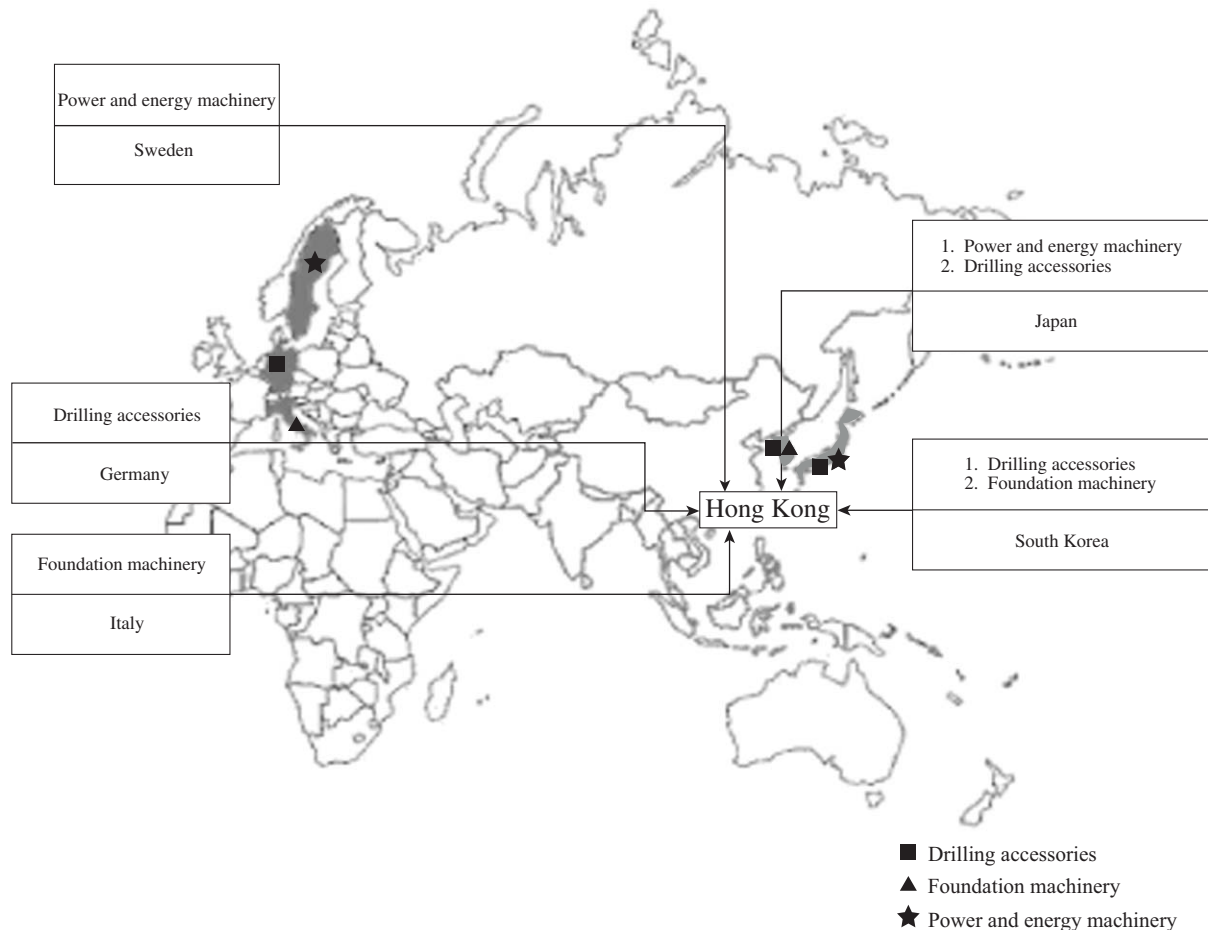 Power and energy machinery
Sweden
1. Power and energy machinery
2. Drilling accessories
Japan
Drilling accessories
Germany
1. Drilling accessories
2. Foundation machinery
South Korea
Hong Kong
Foundation machinery
Italy
Drilling accessories
Foundation machinery
Power and energy machinery